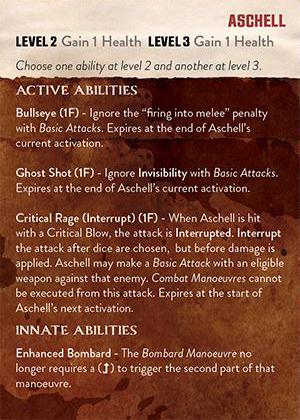 ASCHELL
LEVEL 2 Gain 1 Health LEVEL 3 Gain 1 Health
Choose one ability at level 2 and another at level 3.
ACTIVE ABILITIES
Bullseye (1F) - Ignore the “firing into melee” penalty
with Basic Attacks. Expires at the end of Aschell’s
current activation.
Ghost Shot (1F) - Ignore Invisibility with Basic Attacks.
Expires at the end of Aschell’s current activation.
Critical Rage (Interrupt) (1F) - When Aschell is hit
with a Critical Blow, the attack is Interrupted. Interrupt
the attack after dice are chosen, but before damage is
applied. Aschell may make a Basic Attack with an eligible
weapon against that enemy. Combat Manoeuvres cannot
be executed from this attack. Expires at the start of
Aschell’s next activation.
INNATE ABILITIES
Enhanced Bombard - The Bombard Manoeuvre no
longer requires a (⮍) to trigger the second part of that
manoeuvre.